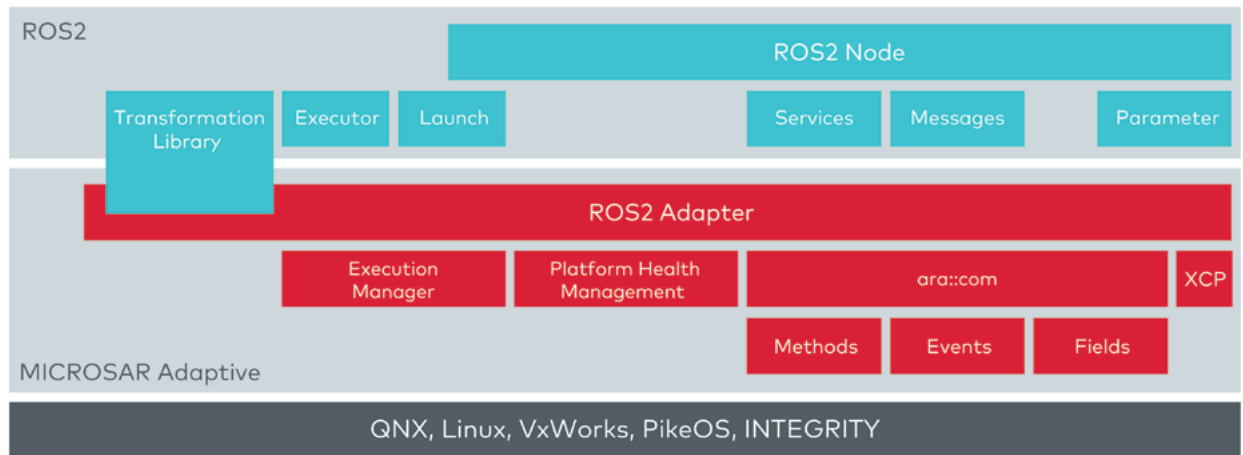 ROS2
ROS2 Node
Transformation
Library
Executor
Launch
Services
Messages
Parameter
ROS2 Adapter
Execution
Manager
Platform Health
Management
ara::com
XCP
Methods
Events
Fields
MICROSAR Adaptive
QNX, Linux, VxWorks, PikeOS, INTEGRITY